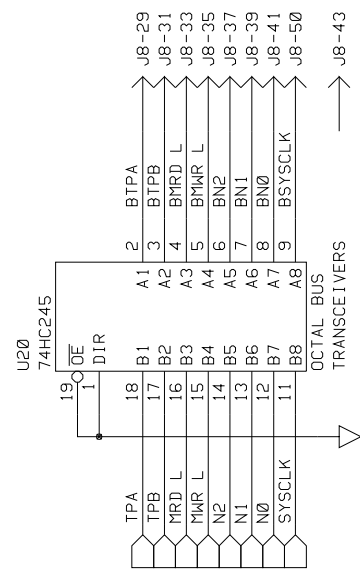 U20
74HC245
19 OE
1 DIR
TPA 18 B1 A1 2 BTPA J8-29
TPB 17 B2 A2 3 BTPB J8-31
MRD L 16 B3 A3 4 BMRD L J8-33
MWR L 15 B4 A4 5 BMWR L J8-35
N2 14 B5 A5 6 BN2 J8-37
N1 13 B6 A6 7 BN1 J8-39
N0 12 B7 A7 8 BN0 J8-41
SYSCLK 11 B8 A8 9 BSYSCLK J8-50
OCTAL BUS
TRANSCEIVERS
J8-43